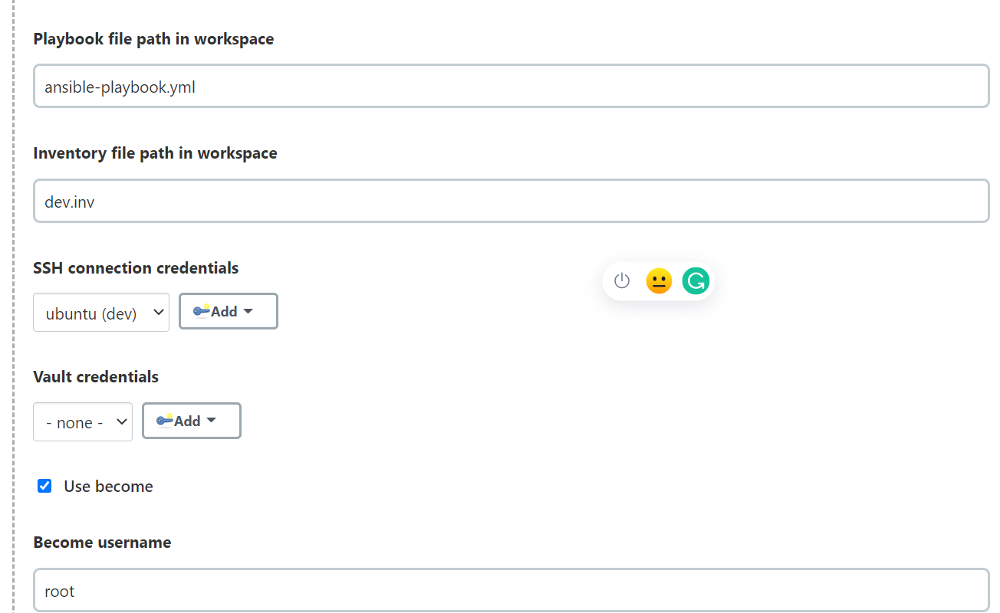 Playbook file path in workspace
ansible-playbook.yml
Inventory file path in workspace
dev.inv
SSH connection credentials
ubuntu (dev)
Add
Vault credentials
- none -
Add
Use become
Become username
root